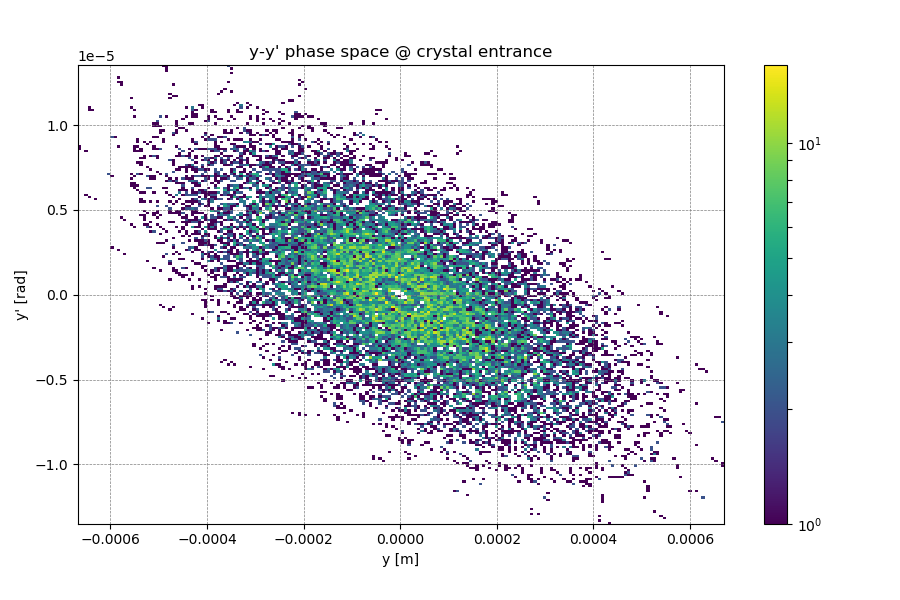 y-y' phase space @ crystal entrance
1e−5
1.0
0.5
0.0
−0.5
−1.0
y' [rad]
−0.0006 −0.0004 −0.0002 0.0000 0.0002 0.0004 0.0006
y [m]
10¹
10⁰